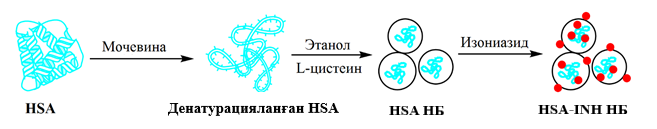 Мочевина
Этанол
L-цистеин
Изониазид
HSA
Денатурацияланған HSA
HSA НБ
HSA-INH НБ